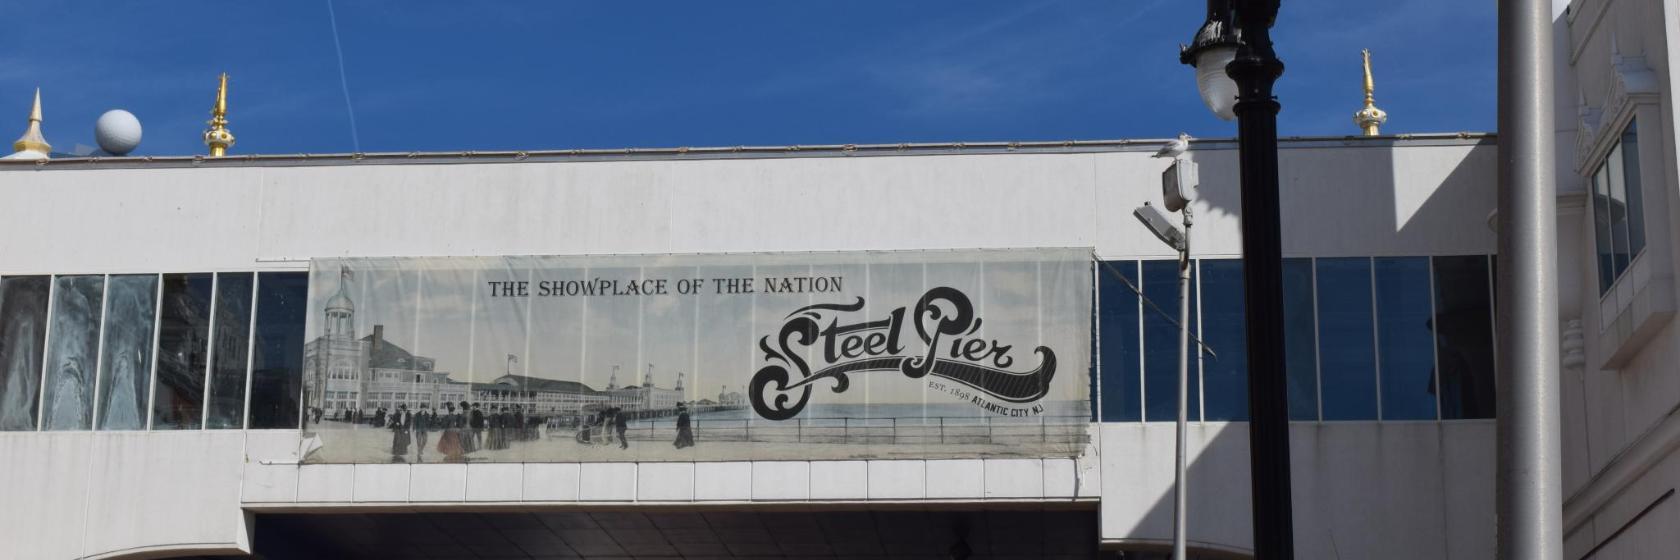 THE SHOWPLACE OF THE NATION
Steel Pier
EST. 1898 ATLANTIC CITY NJ